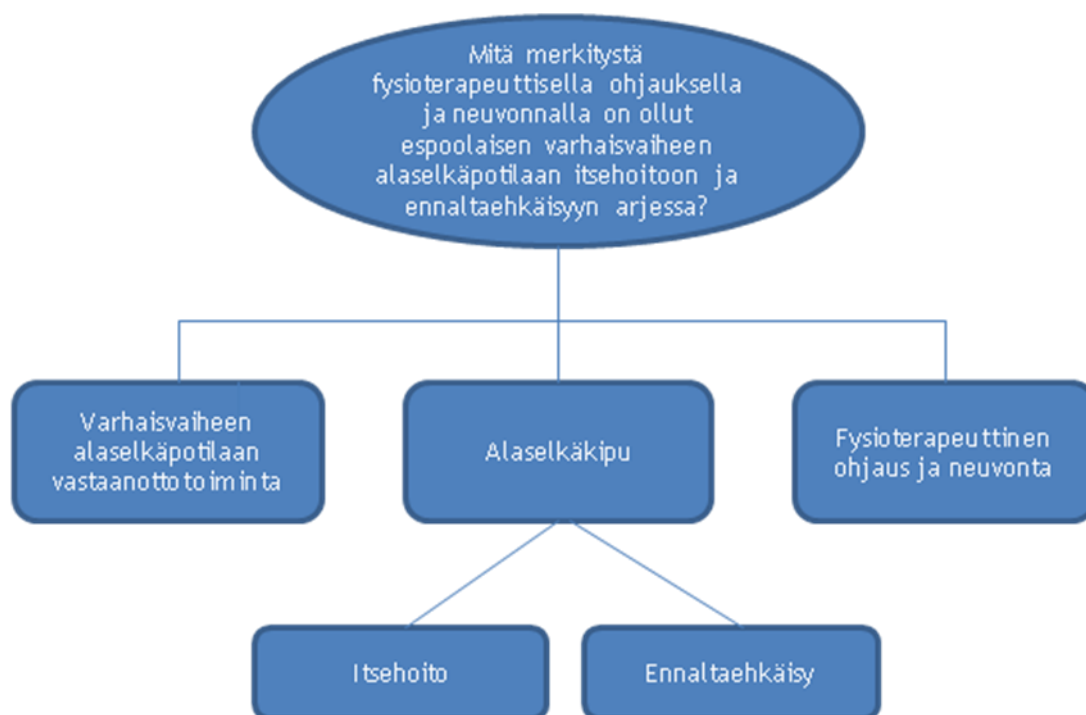 Mitä merkitystä
fysioterapeuttisella ohjauksella
ja neuvonnalla on ollut
espoolaisen varhaisvaiheen
alaselkäpotilaan itsehoitoon ja
ennaltaehkäisyyn arjessa?
Varhaisvaiheen
alaselkäpotilaan
vastaanottotoiminta
Alaselkäkipu
Fysioterapeuttinen
ohjaus ja neuvonta
Itsehoito
Ennaltaehkäisy